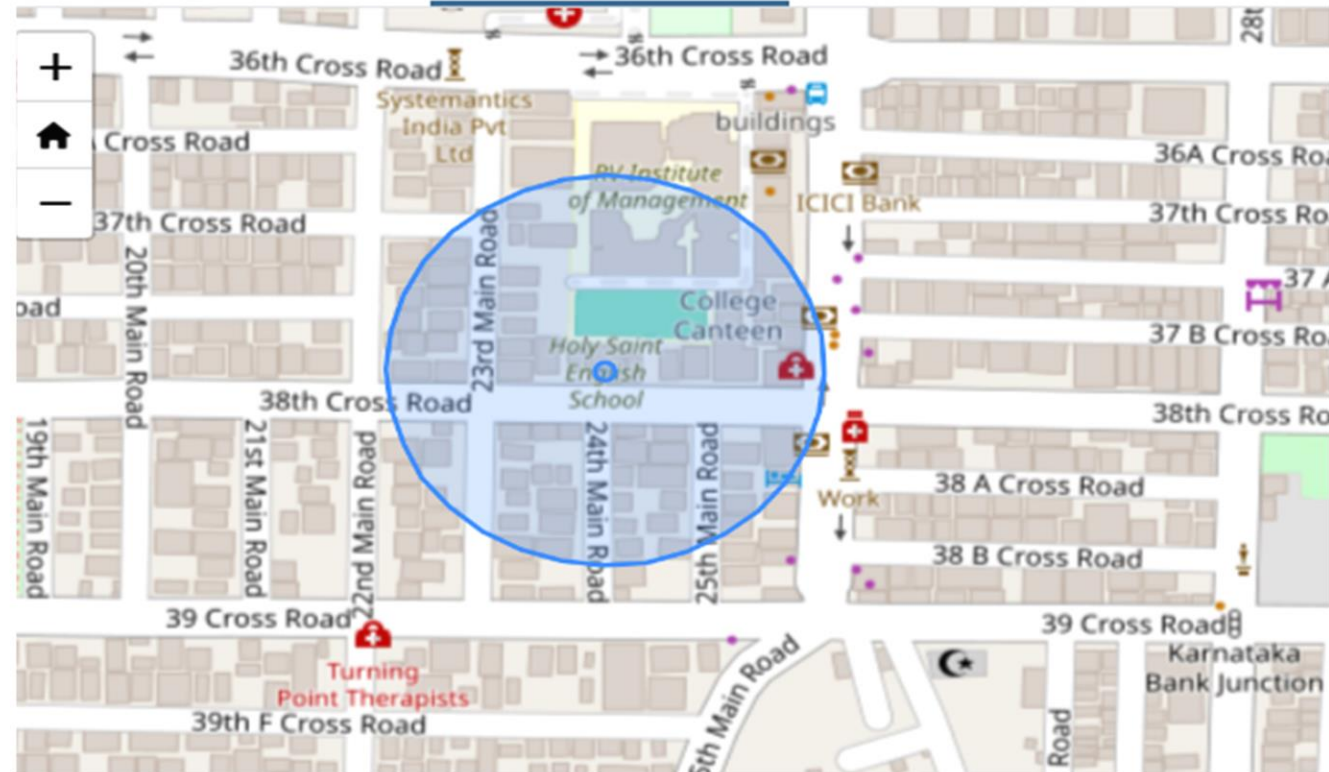 +
−
28t
36th Cross Road
36th Cross Road
Systemantics
India Pvt
Ltd
buildings
Cross Road
36A Cross Roa
RV Institute
of Management
ICICI Bank
37th Cross Road
37th Cross Ro
20th Main Road
23rd Main Road
37 A
oad
College
Canteen
37 B Cross Ro
Holy Saint
English
School
38th Cross Road
38th Cross Ro
19th Main Road
21st Main Road
22nd Main Road
24th Main Road
25th Main Road
38 A Cross Road
Work
38 B Cross Road
39 Cross Road
39 Cross Road
Karnataka
Bank Junction
Turning
Point Therapists
39th F Cross Road
5th Main Road
Road